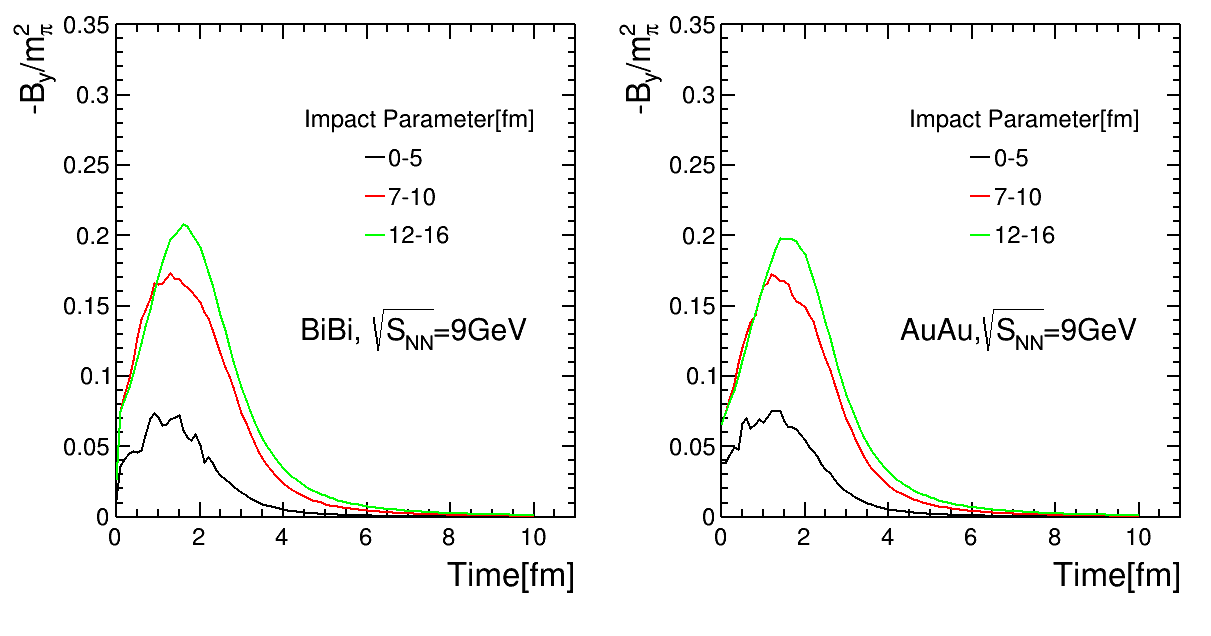 -B_y/m_π^2
0.35
0.3
0.25
0.2
0.15
0.1
0.05
0
Impact Parameter[fm]
0-5
7-10
12-16
BiBi, √S_NN=9GeV
0 2 4 6 8 10
Time[fm]
-B_y/m_π^2
0.35
0.3
0.25
0.2
0.15
0.1
0.05
0
Impact Parameter[fm]
0-5
7-10
12-16
AuAu,√S_NN=9GeV
0 2 4 6 8 10
Time[fm]